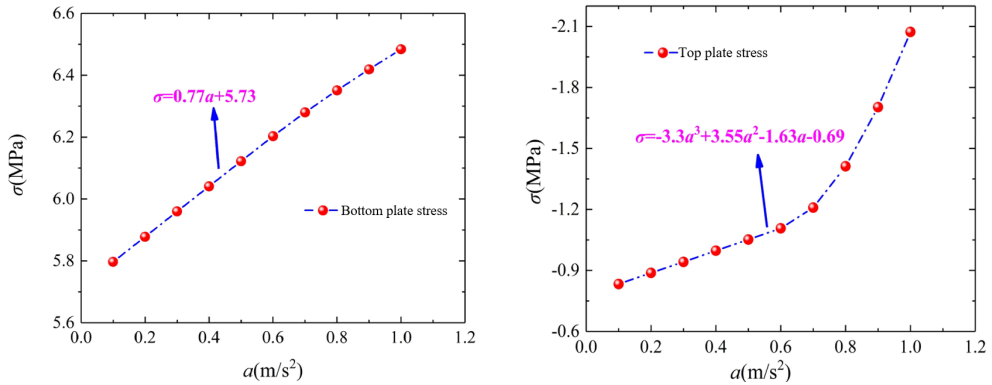 6.6
6.4
6.2
6.0
5.8
5.6
σ(MPa)
σ=0.77a+5.73
Bottom plate stress
0.0 0.2 0.4 0.6 0.8 1.0 1.2
a(m/s²)
-2.1
-1.8
-1.5
-1.2
-0.9
-0.6
σ(MPa)
Top plate stress
σ=-3.3a³+3.55a²-1.63a-0.69
0.0 0.2 0.4 0.6 0.8 1.0 1.2
a(m/s²)